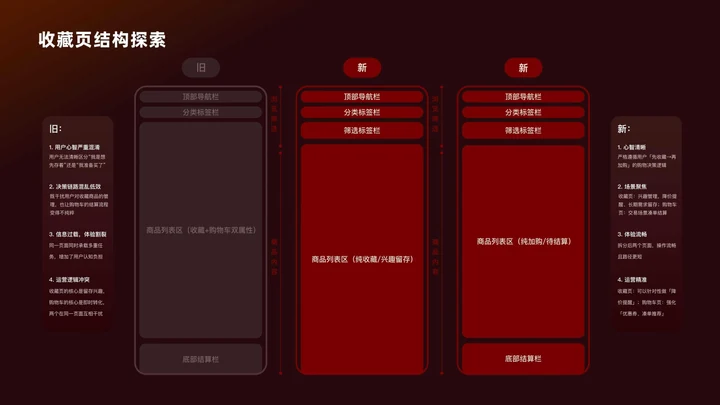 收藏页结构探索
旧
新
新
旧：
1. 用户心智严重混淆
用户无法清晰区分"我是想
先存着"还是"我准备买了"
2. 决策链路混乱低效
既干扰用户对收藏商品的管
理，也让购物车的结算流程
显得不纯粹
3. 信息过载，体验割裂
同一页面同时承载多重任
务，增加了用户认知负担
4. 运营逻辑冲突
收藏页的核心是留存兴趣，
购物车的核心是即时转化，
两个在同一页面互相干扰
顶部导航栏
分类标签栏
商品列表区（收藏+购物车双属性）
底部结算栏
顶部导航栏
分类标签栏
筛选标签栏
商品列表区（纯收藏/兴趣留存）
顶部导航栏
分类标签栏
筛选标签栏
商品列表区（纯加购/待结算）
底部结算栏
新：
1. 心智清晰
严格遵循用户「先收藏→再
加购」的购物决策逻辑
2. 场景聚焦
收藏页：兴趣管理、降价提
醒、长期需求留存；购物车
页：交易场景清单结算
3. 体验流畅
拆分后两个页面，操作流畅
且路径更短
4. 运营精准
收藏页：可以针对性做「降
价提醒」；购物车页：强化
「优惠券、凑单推荐」